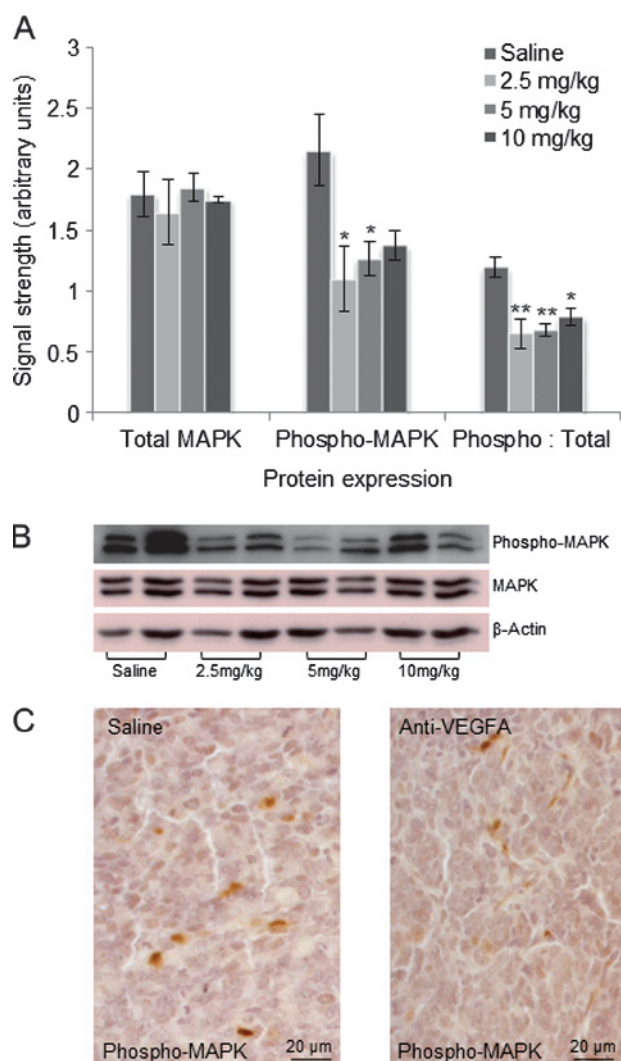 A
3
2.5
2
1.5
1
0.5
0
Signal strength (arbitrary units)
Saline
2.5 mg/kg
5 mg/kg
10 mg/kg
* *
** ** *
Total MAPK Phospho-MAPK Phospho : Total
Protein expression
B
Phospho-MAPK
MAPK
β-Actin
Saline 2.5mg/kg 5mg/kg 10mg/kg
C
Saline
Phospho-MAPK 20 μm
Anti-VEGFA
Phospho-MAPK 20 μm